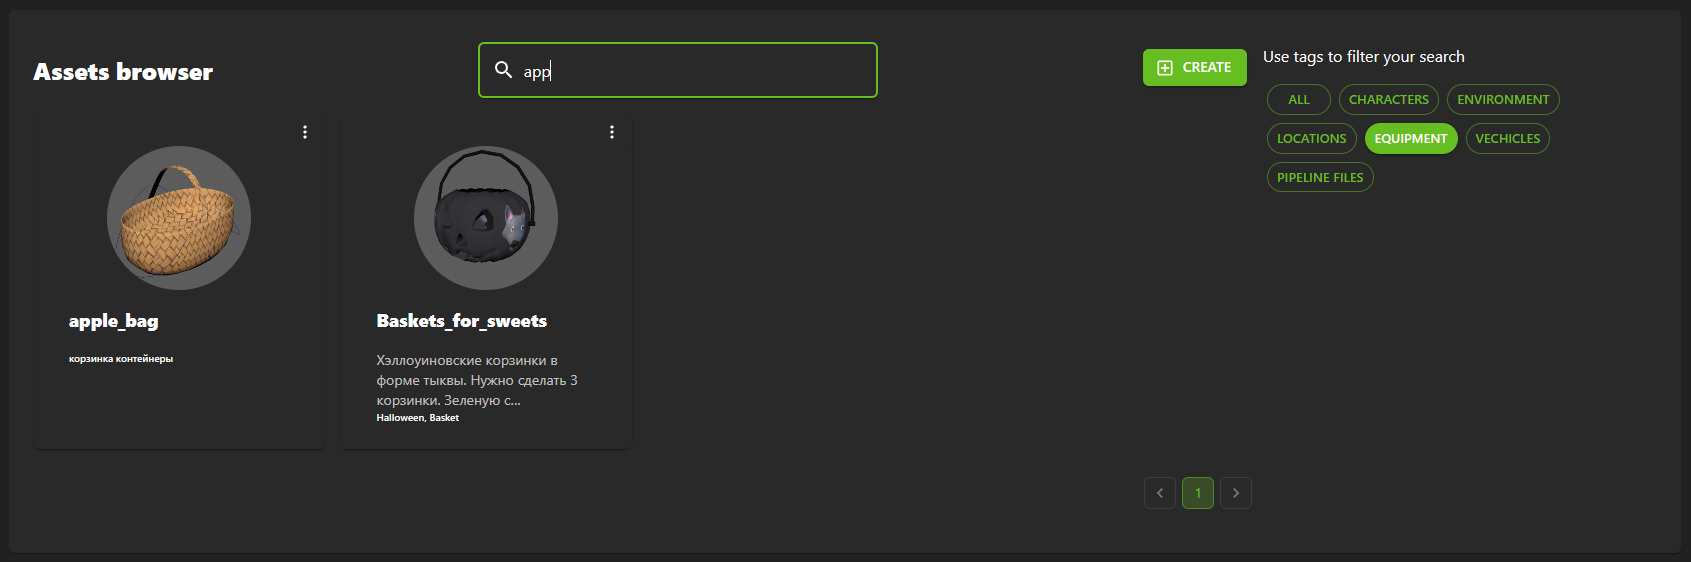 Assets browser
app
CREATE
Use tags to filter your search
ALL
CHARACTERS
ENVIRONMENT
LOCATIONS
EQUIPMENT
VECHICLES
PIPELINE FILES
apple_bag
корзинка контейнеры
Baskets_for_sweets
Хэллоуиновские корзинки в
форме тыквы. Нужно сделать 3
корзинки. Зеленую с...
Halloween, Basket
1